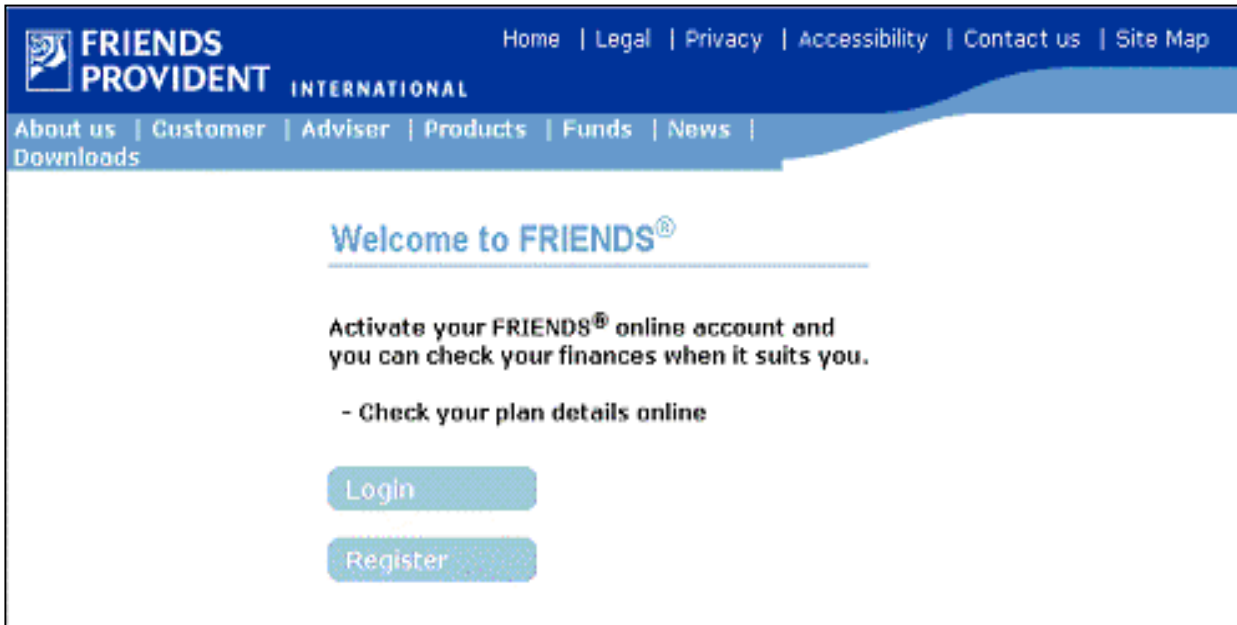 FRIENDS
PROVIDENT INTERNATIONAL
Home | Legal | Privacy | Accessibility | Contact us | Site Map
About us | Customer | Adviser | Products | Funds | News |
Downloads
Welcome to FRIENDS®
Activate your FRIENDS® online account and
you can check your finances when it suits you.
- Check your plan details online
Login
Register